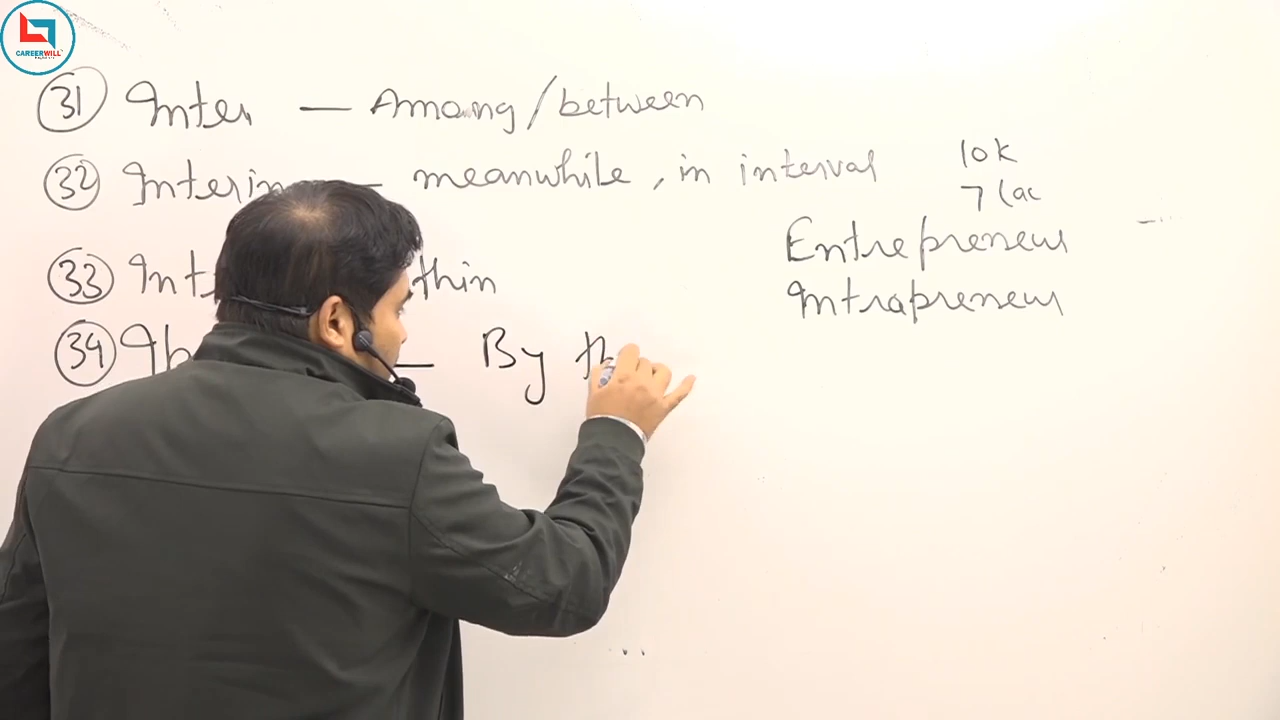 CAREERWILL
31 Inter — Among/between
32 Interim — meanwhile, in interval
10k
7 lac
Entrepreneur
33 thin
Intrapreneur
34 — By th